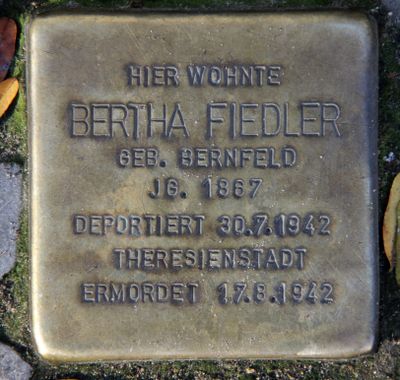 HIER WOHNTE
BERTHA FIEDLER
GEB. BERNFELD
JG. 1867
DEPORTIERT 30.7.1942
THERESIENSTADT
ERMORDET 17.8.1942